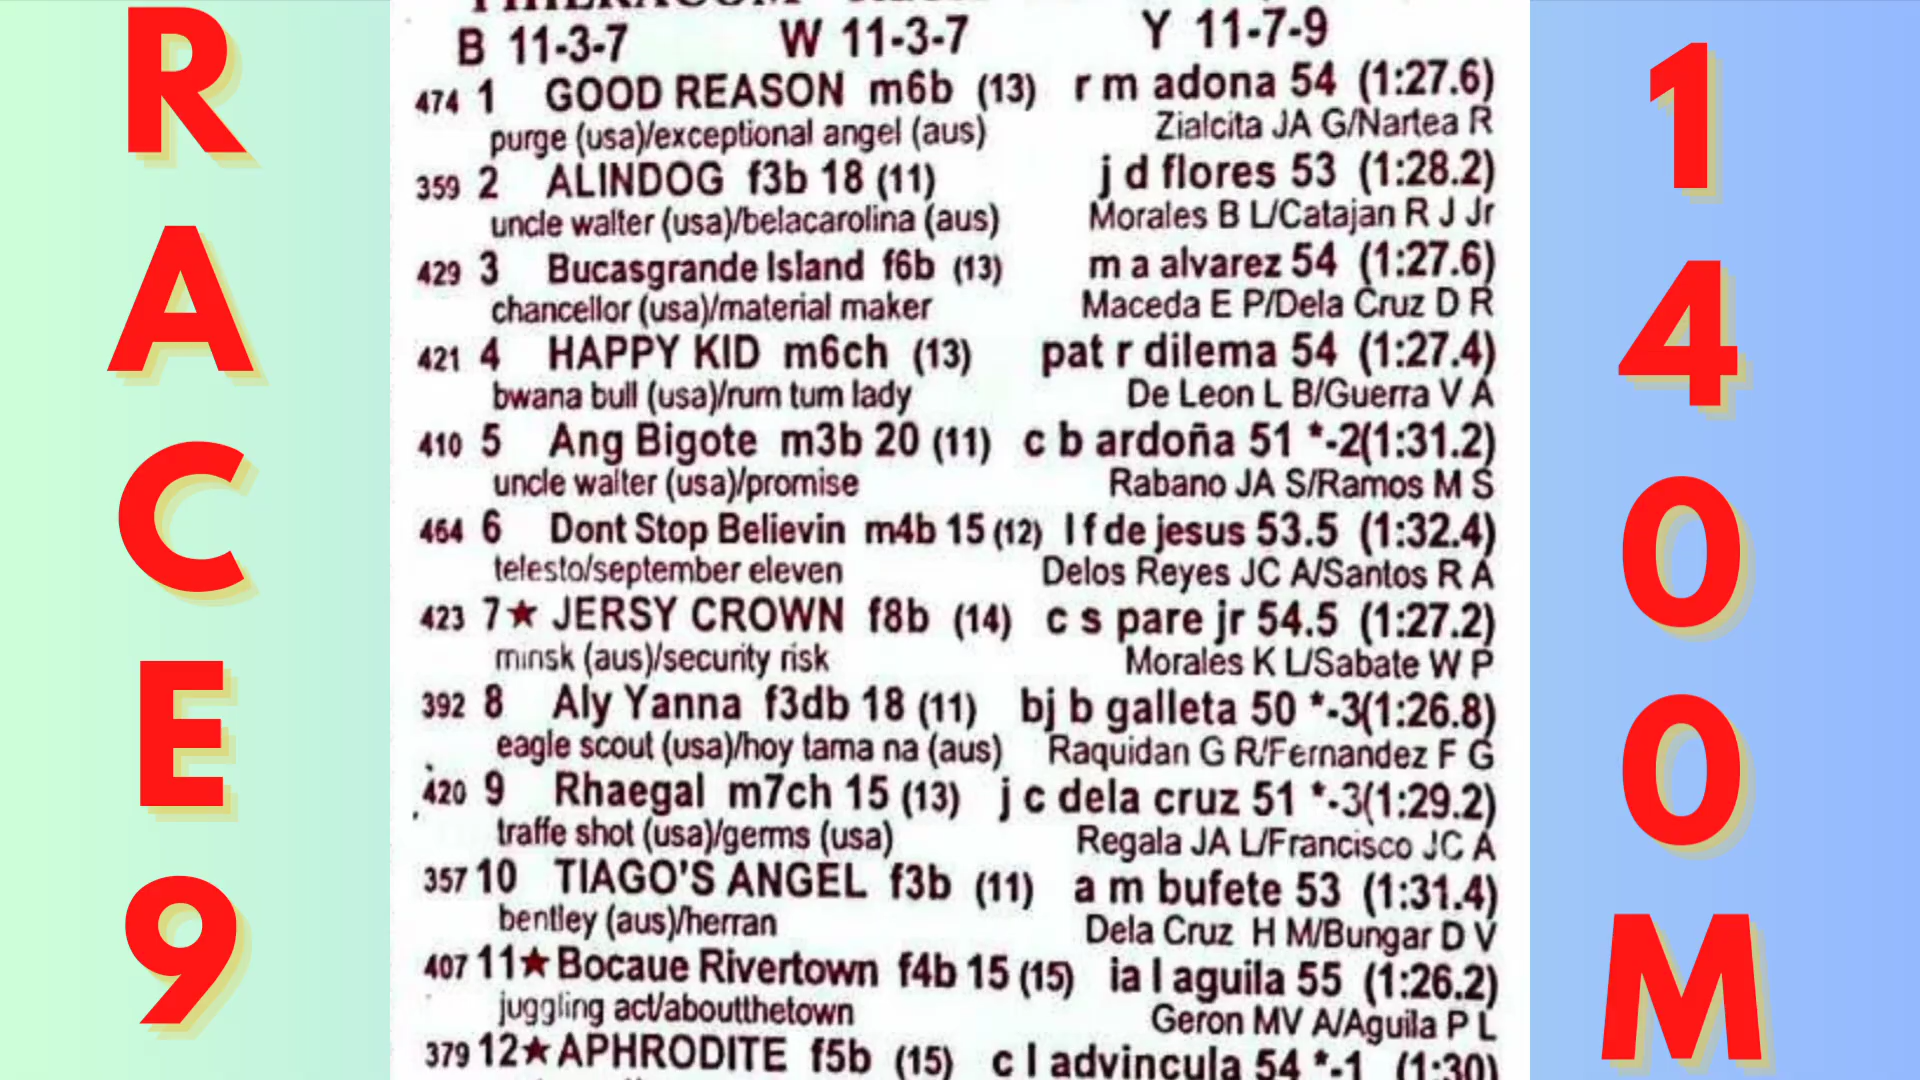 RACE 9
B 11-3-7 W 11-3-7 Y 11-7-9
474 1 GOOD REASON m6b (13) r m adona 54 (1:27.6)
purge (usa)/exceptional angel (aus) Zialcita JA G/Nartea R
359 2 ALINDOG f3b 18 (11) j d flores 53 (1:28.2)
uncle walter (usa)/belacarolina (aus) Morales B L/Catajan R J Jr
429 3 Bucasgrande Island f6b (13) m a alvarez 54 (1:27.6)
chancellor (usa)/material maker Maceda E P/Dela Cruz D R
421 4 HAPPY KID m6ch (13) pat r dilema 54 (1:27.4)
bwana bull (usa)/rum tum lady De Leon L B/Guerra V A
410 5 Ang Bigote m3b 20 (11) c b ardoña 51 *-2(1:31.2)
uncle walter (usa)/promise Rabano JA S/Ramos M S
464 6 Dont Stop Believin m4b 15 (12) l f de jesus 53.5 (1:32.4)
telesto/september eleven Delos Reyes JC A/Santos R A
423 7★ JERSY CROWN f8b (14) c s pare jr 54.5 (1:27.2)
minsk (aus)/security risk Morales K L/Sabate W P
392 8 Aly Yanna f3db 18 (11) bj b galleta 50 *-3(1:26.8)
eagle scout (usa)/hoy tama na (aus) Raquidan G R/Fernandez F G
420 9 Rhaegal m7ch 15 (13) j c dela cruz 51 *-3(1:29.2)
traffe shot (usa)/germs (usa) Regala JA L/Francisco JC A
357 10 TIAGO'S ANGEL f3b (11) a m bufete 53 (1:31.4)
bentley (aus)/herran Dela Cruz H M/Bungar D V
407 11★ Bocaue Rivertown f4b 15 (15) ia l aguila 55 (1:26.2)
juggling act/aboutthetown Geron MV A/Aguila P L
379 12★ APHRODITE f5b (15) c l advincula 54 *-1 (1:30)
1400M